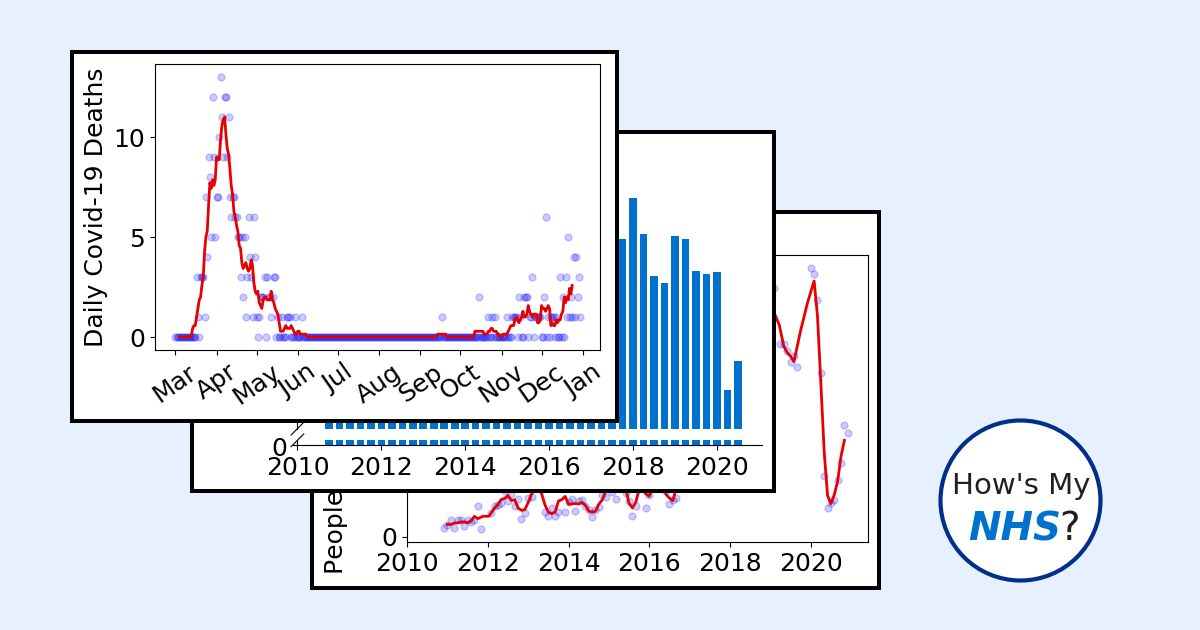 Daily Covid-19 Deaths
10
5
0
Mar Apr May Jun Jul Aug Sep Oct Nov Dec Jan
0
2010 2012 2014 2016 2018 2020
People
0
2010 2012 2014 2016 2018 2020
How's My
NHS?